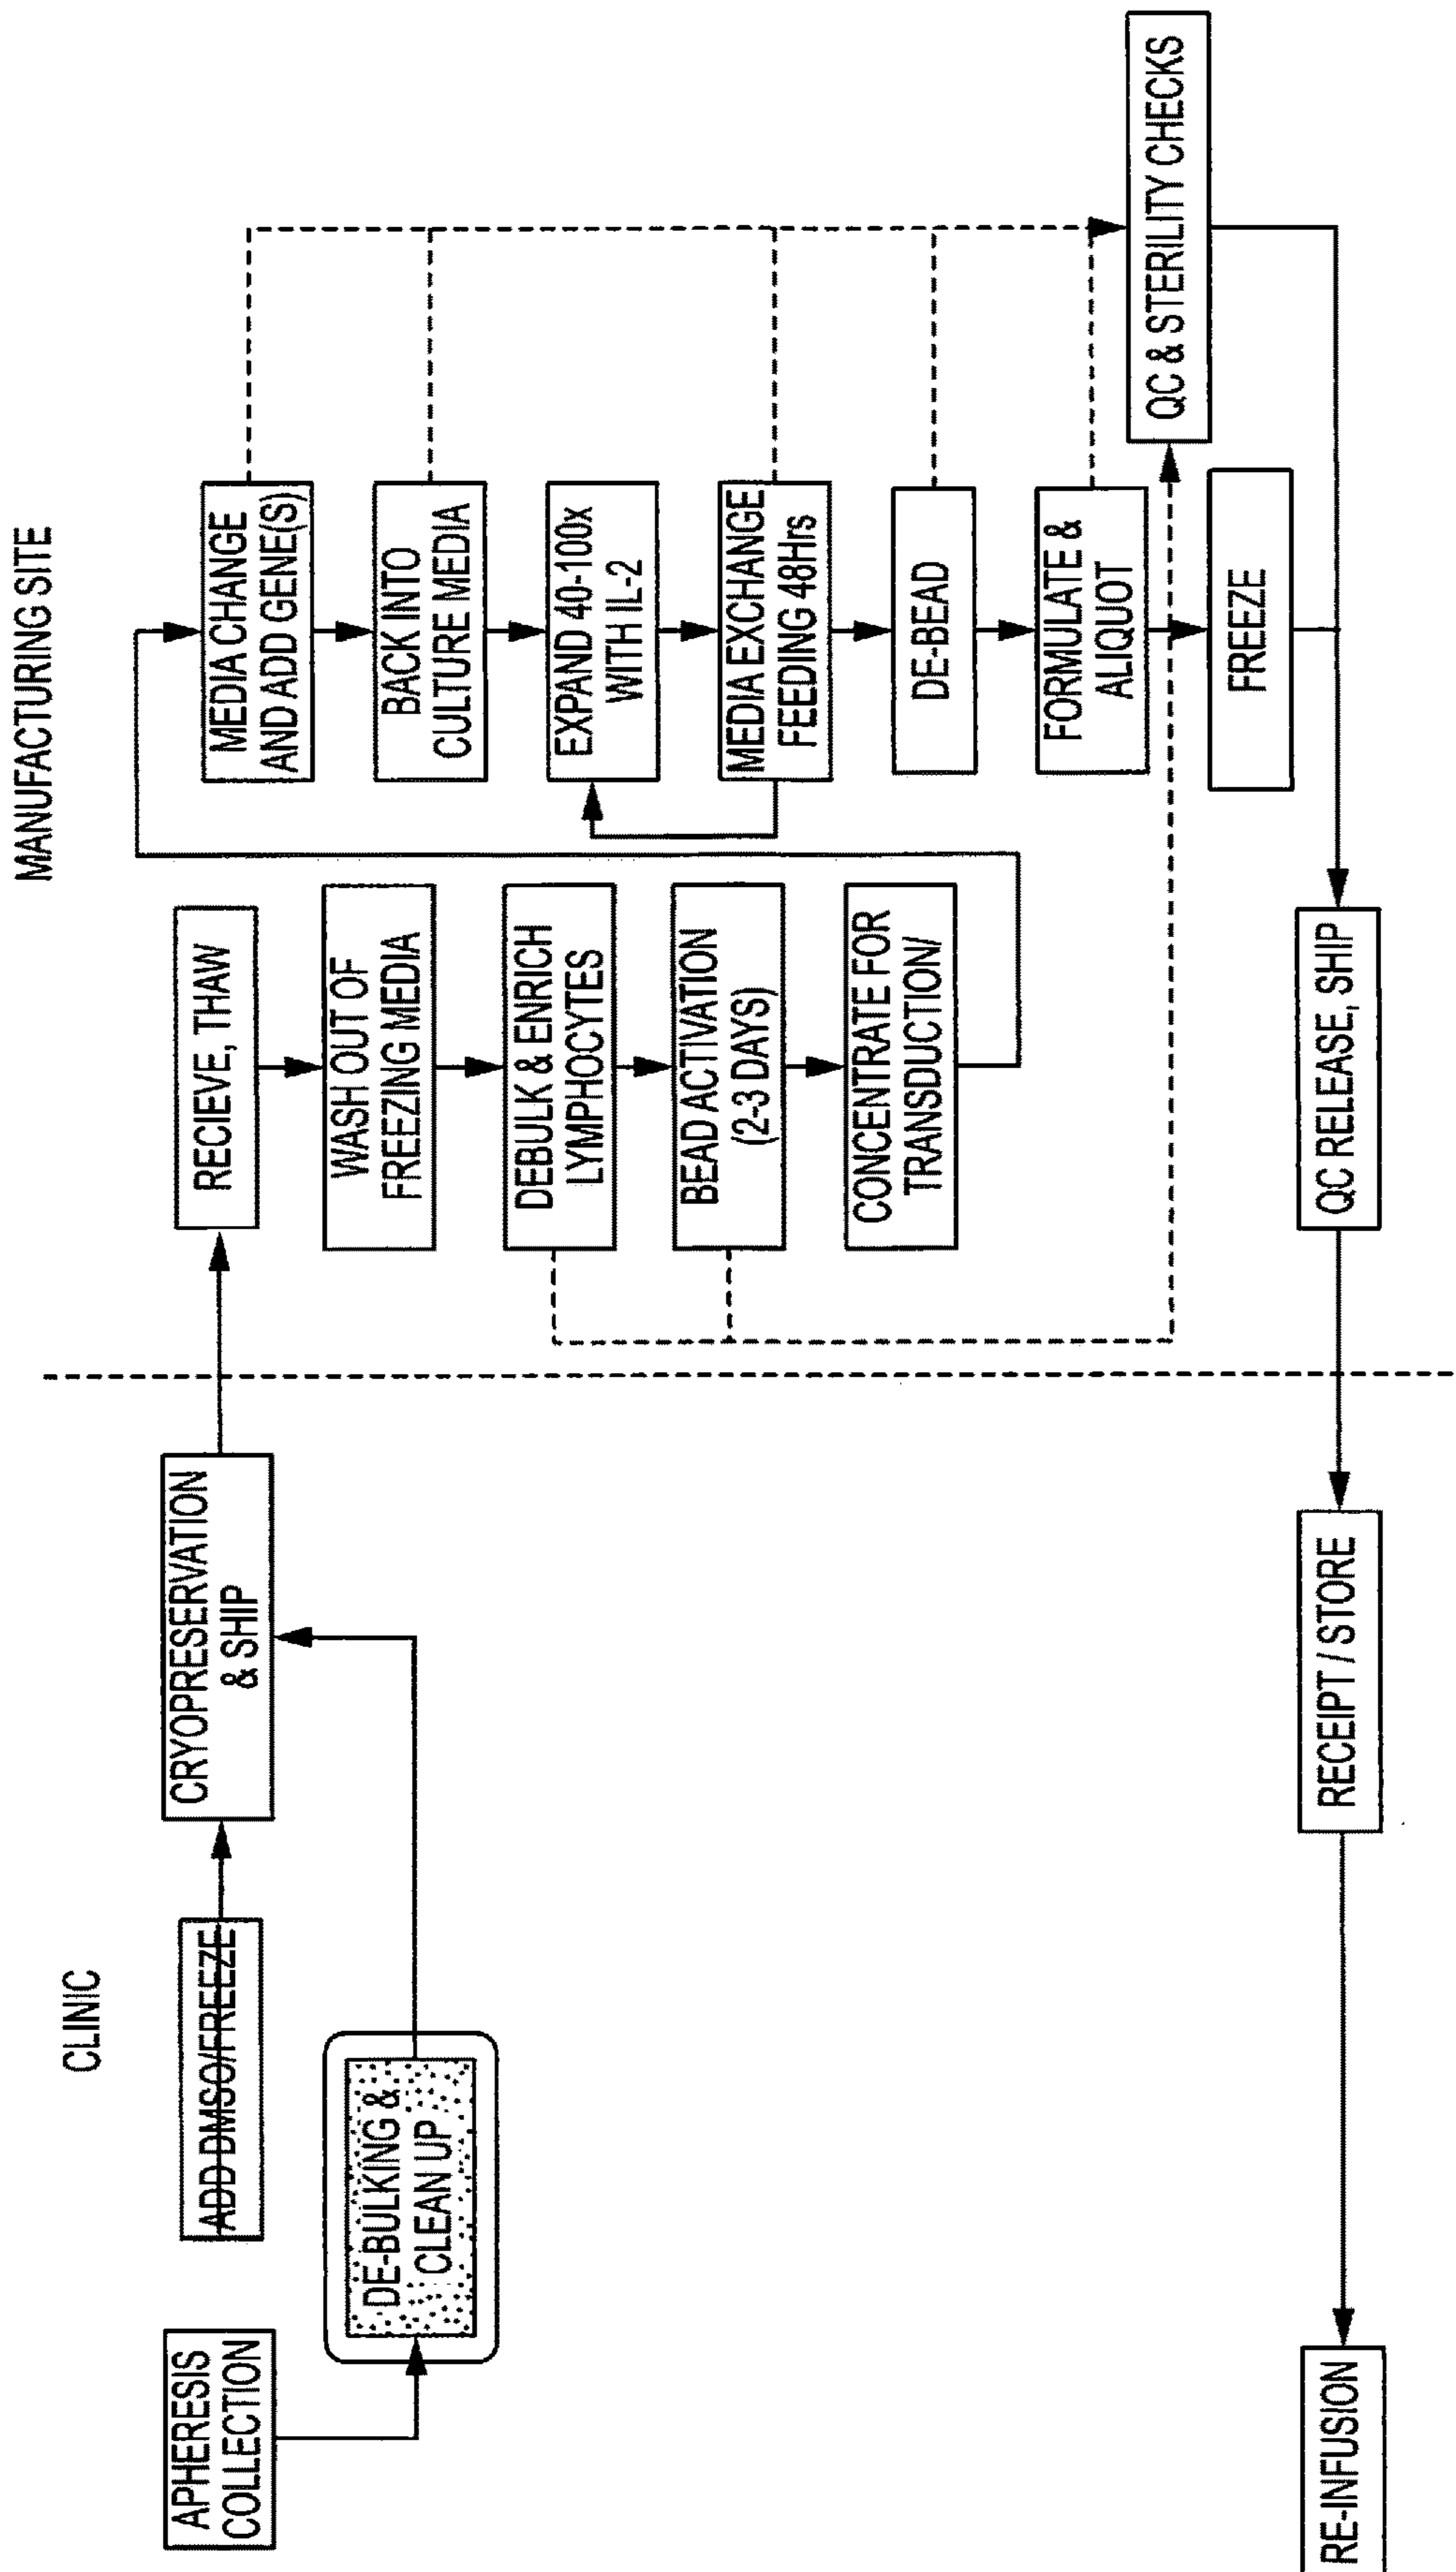 CLINIC
MANUFACTURING SITE
APHERESIS
COLLECTION
ADD DMSO/FREEZE
DE-BULKING &
CLEAN UP
CRYOPRESERVATION
& SHIP
RECIEVE, THAW
WASH OUT OF
FREEZING MEDIA
DEBULK & ENRICH
LYMPHOCYTES
BEAD ACTIVATION
(2-3 DAYS)
CONCENTRATE FOR
TRANSDUCTION/
MEDIA CHANGE
AND ADD GENE(S)
BACK INTO
CULTURE MEDIA
EXPAND 40-100x
WITH IL-2
MEDIA EXCHANGE
FEEDING 48Hrs
DE-BEAD
FORMULATE &
ALIQUOT
FREEZE
QC & STERILITY CHECKS
QC RELEASE, SHIP
RECEIPT / STORE
RE-INFUSION